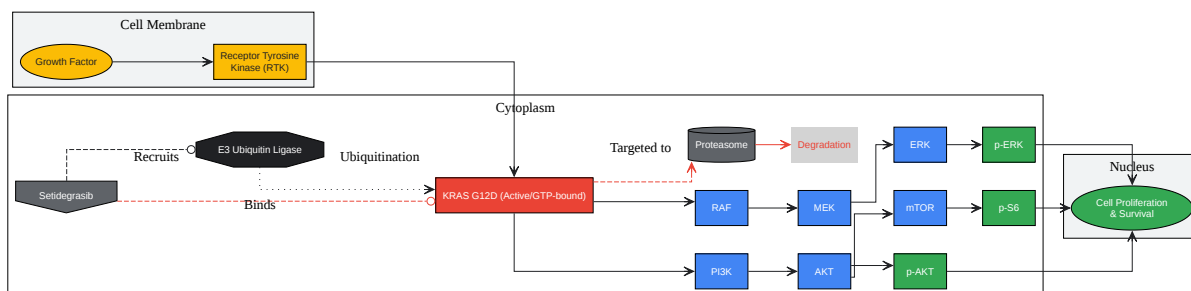 Cell Membrane
Growth Factor
Receptor Tyrosine
Kinase (RTK)
Cytoplasm
E3 Ubiquitin Ligase
Recruits
Ubiquitination
Setidegrasib
Binds
KRAS G12D (Active/GTP-bound)
Targeted to
Proteasome
Degradation
ERK
p-ERK
RAF
MEK
mTOR
p-S6
PI3K
AKT
p-AKT
Nucleus
Cell Proliferation
& Survival